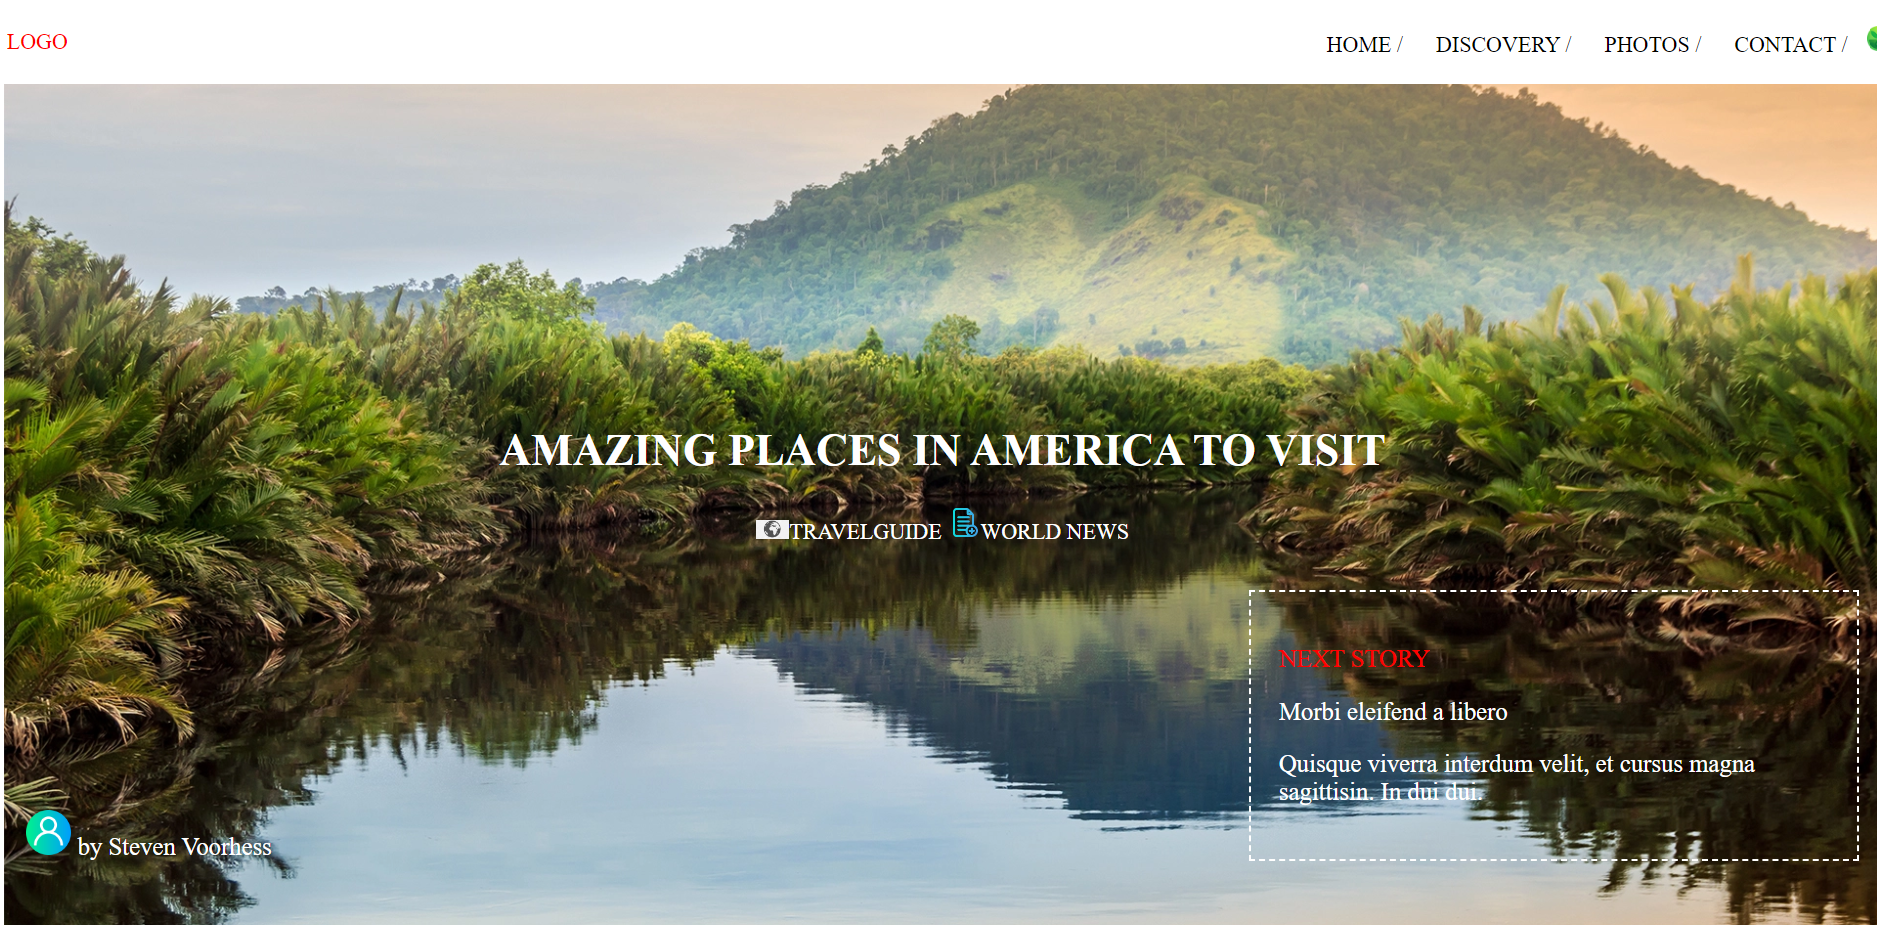 LOGO
HOME / DISCOVERY / PHOTOS / CONTACT /
AMAZING PLACES IN AMERICA TO VISIT
TRAVELGUIDE WORLD NEWS
NEXT STORY
Morbi eleifend a libero
Quisque viverra interdum velit, et cursus magna
sagittisin. In dui dui.
by Steven Voorhess